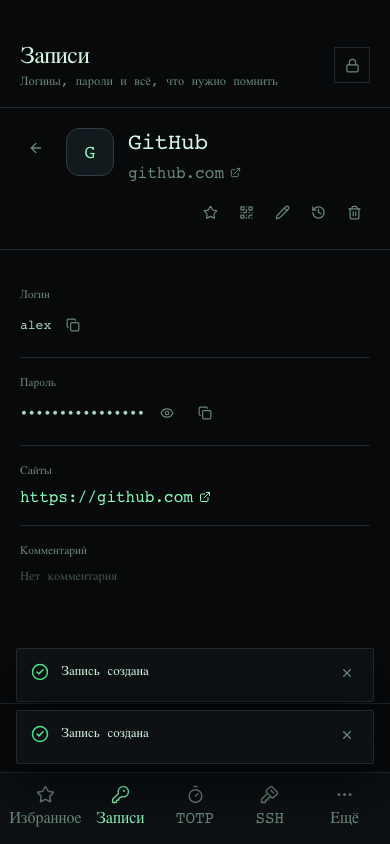 Записи
Логины, пароли и всё, что нужно помнить
G
GitHub
github.com
Логин
alex
Пароль
••••••••••••••••
Сайты
https://github.com
Комментарий
Нет комментария
Запись создана
Запись создана
Избранное Записи TOTP SSH Ещё